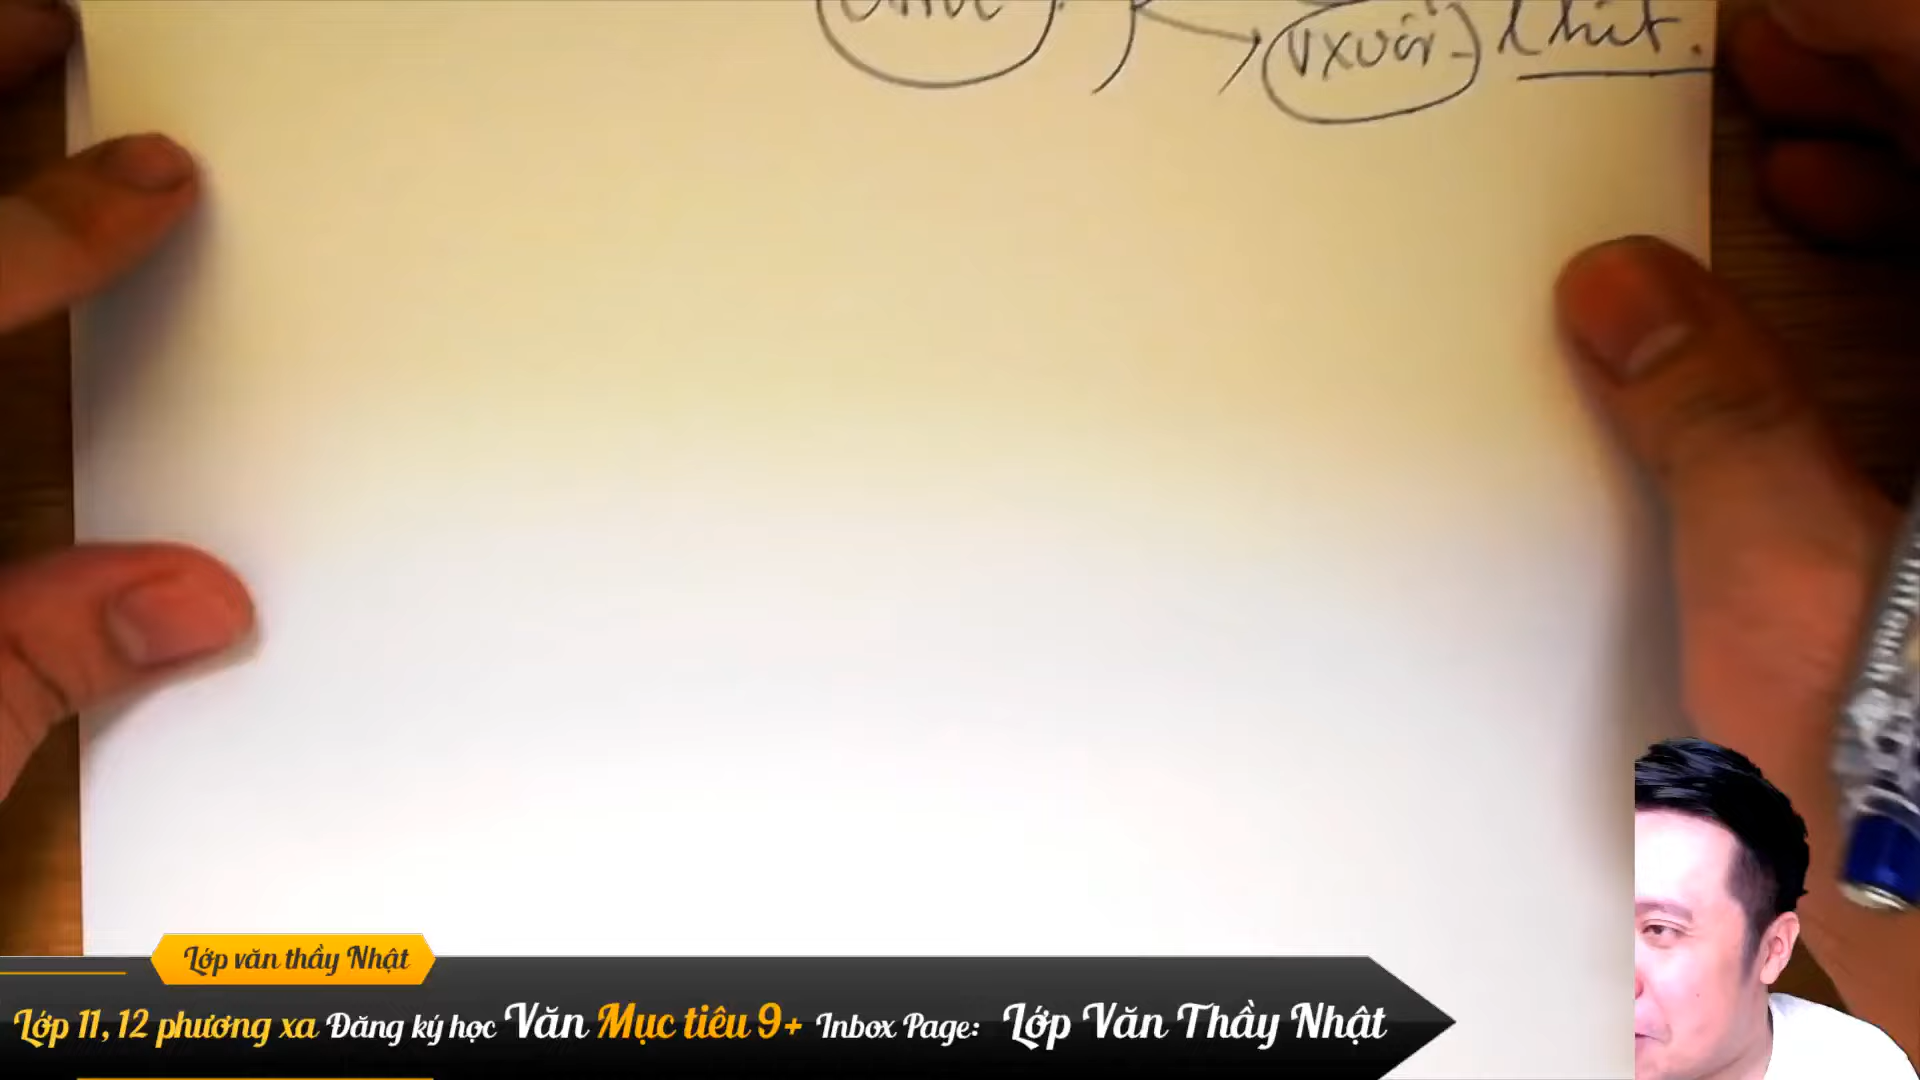 vxuôi
Lớp văn thầy Nhật
Lớp 11, 12 phương xa Đăng ký học Văn Mục tiêu 9+ Inbox Page: Lớp Văn Thầy Nhật